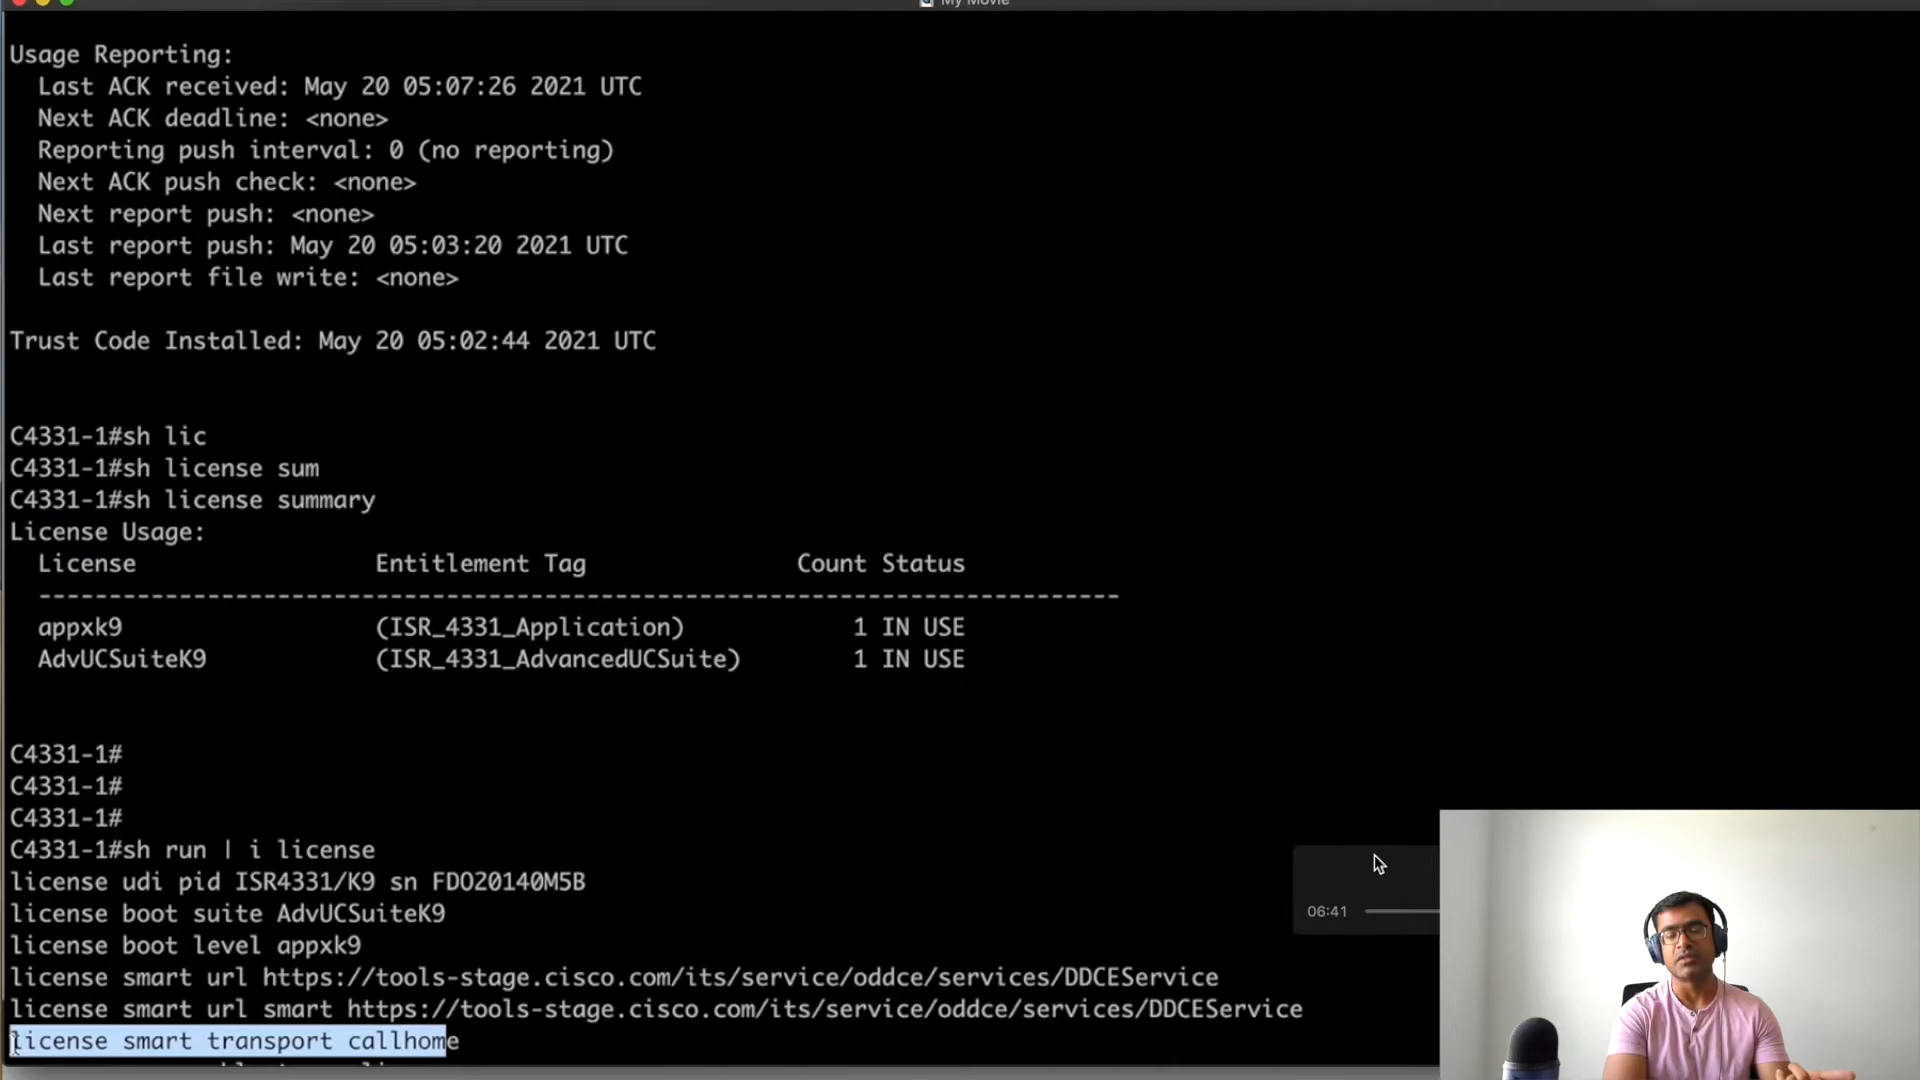 My Movie
Usage Reporting:
Last ACK received: May 20 05:07:26 2021 UTC
Next ACK deadline: <none>
Reporting push interval: 0 (no reporting)
Next ACK push check: <none>
Next report push: <none>
Last report push: May 20 05:03:20 2021 UTC
Last report file write: <none>
Trust Code Installed: May 20 05:02:44 2021 UTC
C4331-1#sh lic
C4331-1#sh license sum
C4331-1#sh license summary
License Usage:
License Entitlement Tag Count Status
-----------------------------------------------------------------------------
appxk9 (ISR_4331_Application) 1 IN USE
AdvUCSuiteK9 (ISR_4331_AdvancedUCSuite) 1 IN USE
C4331-1#
C4331-1#
C4331-1#
C4331-1#sh run | i license
license udi pid ISR4331/K9 sn FDO20140M5B
license boot suite AdvUCSuiteK9
license boot level appxk9
license smart url https://tools-stage.cisco.com/its/service/oddce/services/DDCEService
license smart url smart https://tools-stage.cisco.com/its/service/oddce/services/DDCEService
license smart transport callhome
06:41